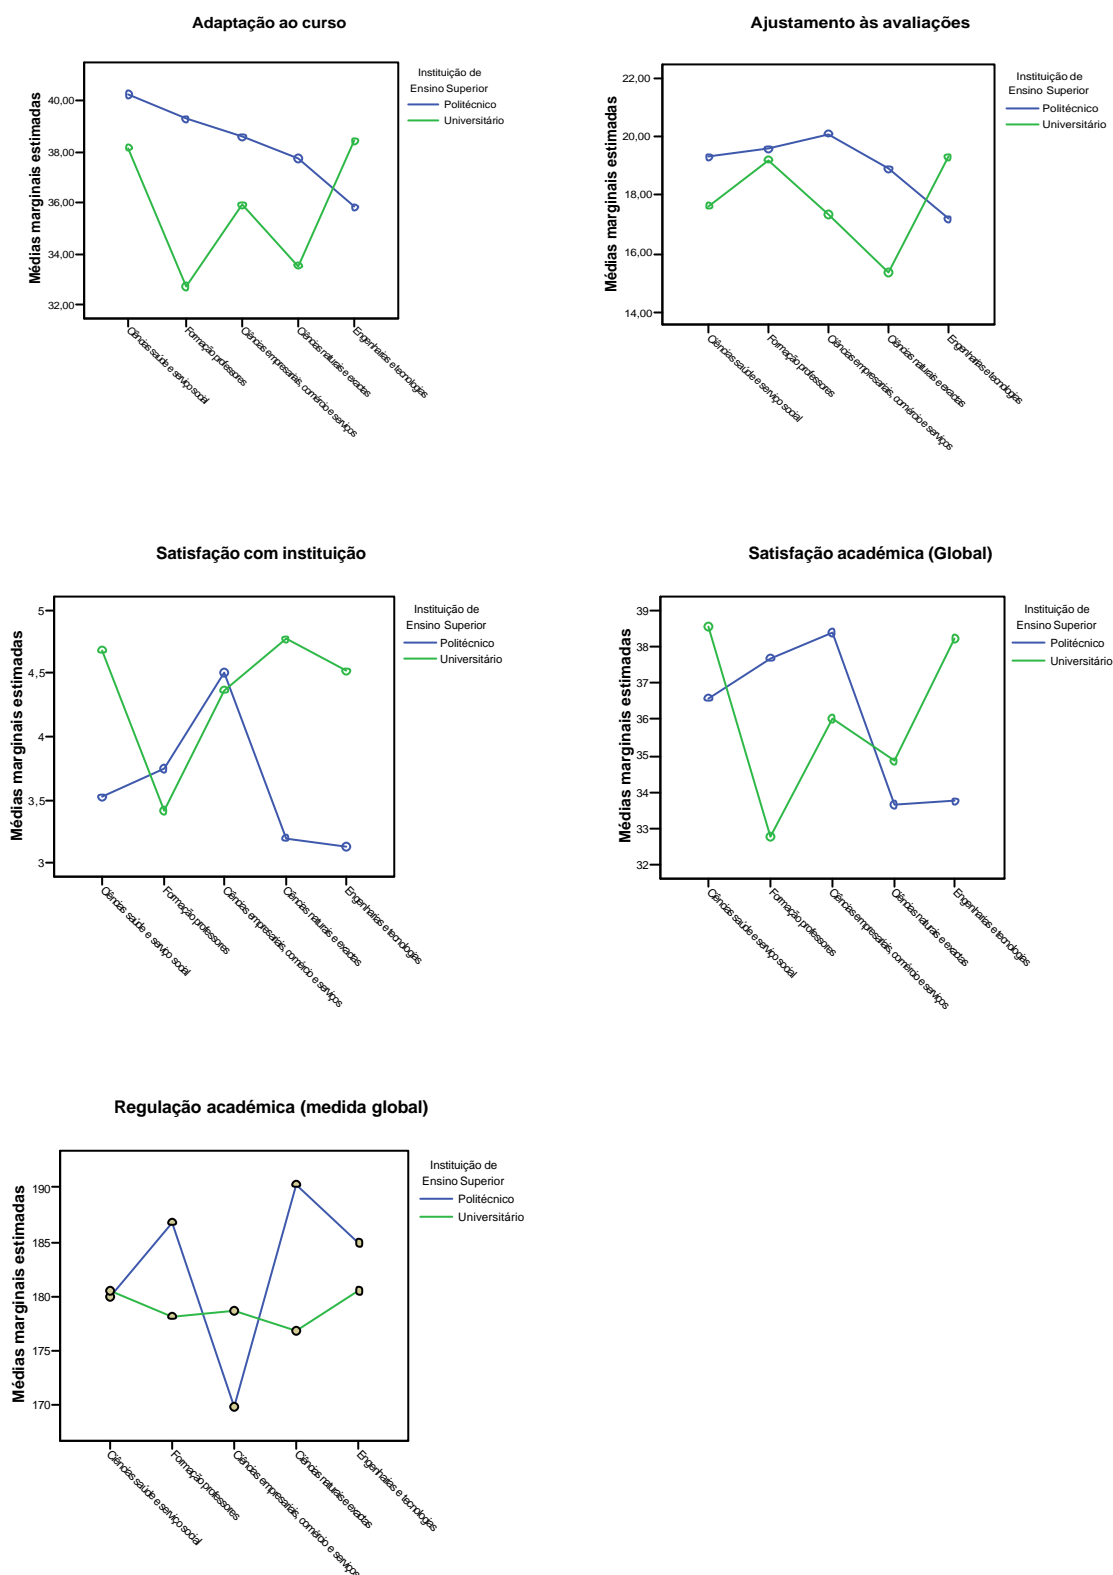 Adaptação ao curso
Médias marginais estimadas
40,00
38,00
36,00
34,00
32,00
Ciências saúde e serviço social
Formação professores
Ciências empresariais, comércio e serviços
Ciências naturais e exactas
Engenharias e tecnologias
Instituição de
Ensino Superior
Politécnico
Universitário
Ajustamento às avaliações
Médias marginais estimadas
22,00
20,00
18,00
16,00
14,00
Ciências saúde e serviço social
Formação professores
Ciências empresariais, comércio e serviços
Ciências naturais e exactas
Engenharias e tecnologias
Instituição de
Ensino Superior
Politécnico
Universitário
Satisfação com instituição
Médias marginais estimadas
5
4,5
4
3,5
3
Ciências saúde e serviço social
Formação professores
Ciências empresariais, comércio e serviços
Ciências naturais e exactas
Engenharias e tecnologias
Instituição de
Ensino Superior
Politécnico
Universitário
Satisfação académica (Global)
Médias marginais estimadas
39
38
37
36
35
34
33
32
Ciências saúde e serviço social
Formação professores
Ciências empresariais, comércio e serviços
Ciências naturais e exactas
Engenharias e tecnologias
Instituição de
Ensino Superior
Politécnico
Universitário
Regulação académica (medida global)
Médias marginais estimadas
190
185
180
175
170
Ciências saúde e serviço social
Formação professores
Ciências empresariais, comércio e serviços
Ciências naturais e exactas
Engenharias e tecnologias
Instituição de
Ensino Superior
Politécnico
Universitário